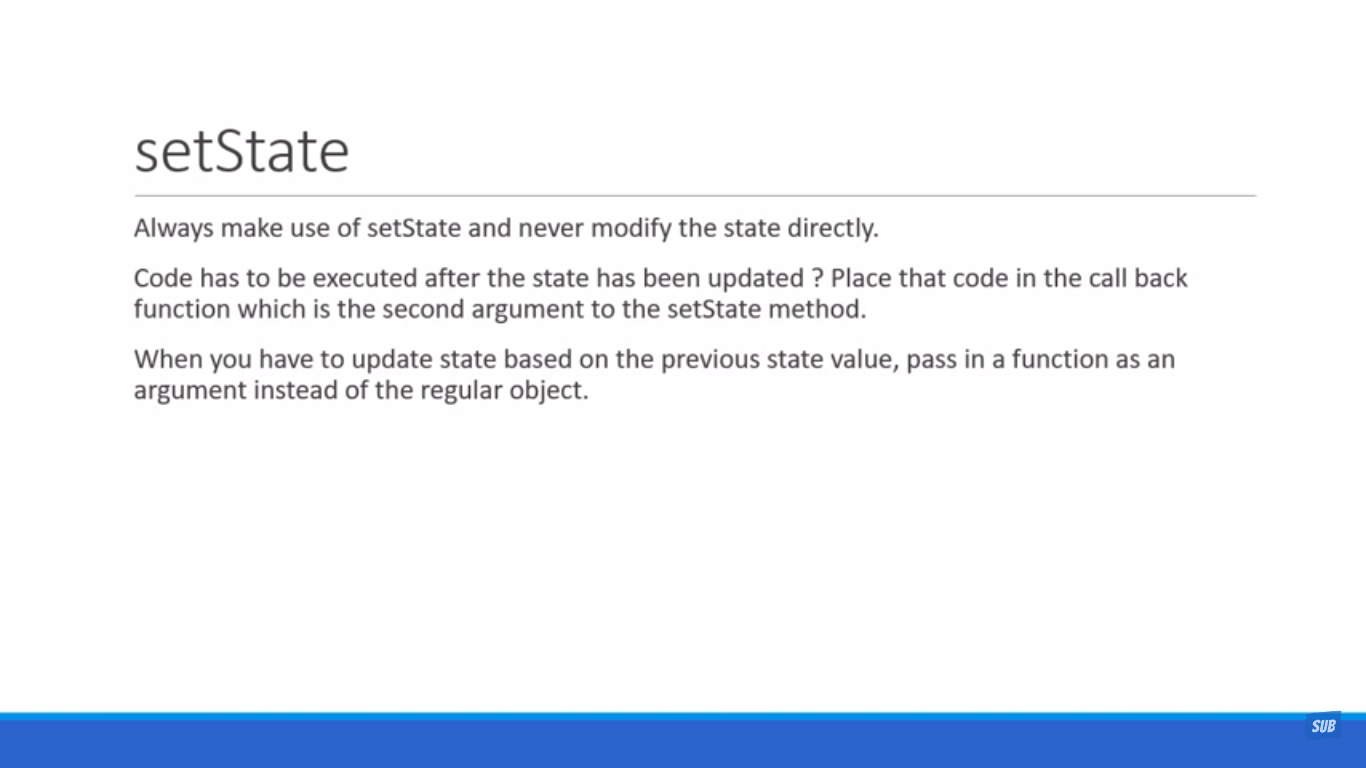 setState
Always make use of setState and never modify the state directly.
Code has to be executed after the state has been updated ? Place that code in the call back
function which is the second argument to the setState method.
When you have to update state based on the previous state value, pass in a function as an
argument instead of the regular object.
SUB